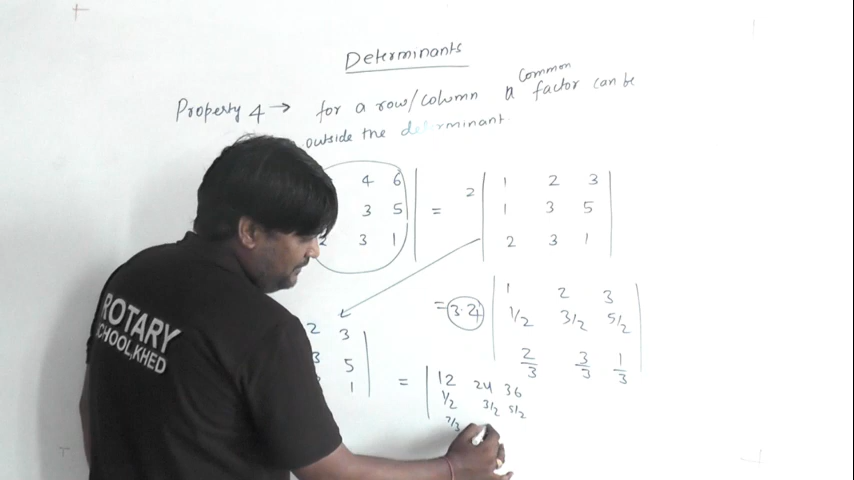 Determinants
Property 4 → for a row/column a common factor can be
outside the determinant.
4 6 | = 2 | 1 2 3 |
3 5 | 1 3 5 |
2 3 1 | 2 3 1 |
= 3·2 | 1 2 3 |
1/2 3/2 5/2
2/3 3/3 1/3
2 3 |
3 5
1
= | 12 24 36
1/2 3/2 5/2
2/3
ROTARY
SCHOOL,KHED